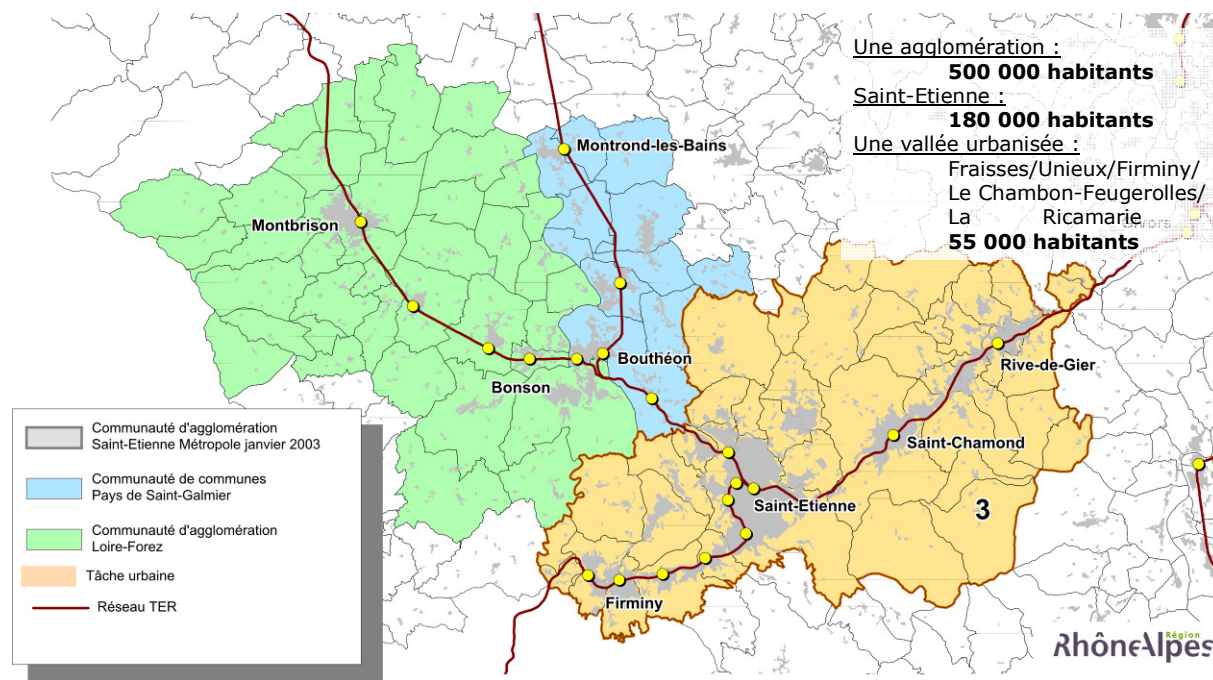 Une agglomération :
500 000 habitants
Saint-Etienne :
180 000 habitants
Une vallée urbanisée :
Fraisses/Unieux/Firminy/
Le Chambon-Feugerolles/
La Ricamarie
55 000 habitants
Montrond-les-Bains
Montbrison
Bouthéon
Bonson
Rive-de-Gier
Saint-Chamond
Saint-Etienne
3
Firminy
Communauté d'agglomération
Saint-Etienne Métropole janvier 2003
Communauté de communes
Pays de Saint-Galmier
Communauté d'agglomération
Loire-Forez
Tâche urbaine
Réseau TER
Région
RhôneAlpes